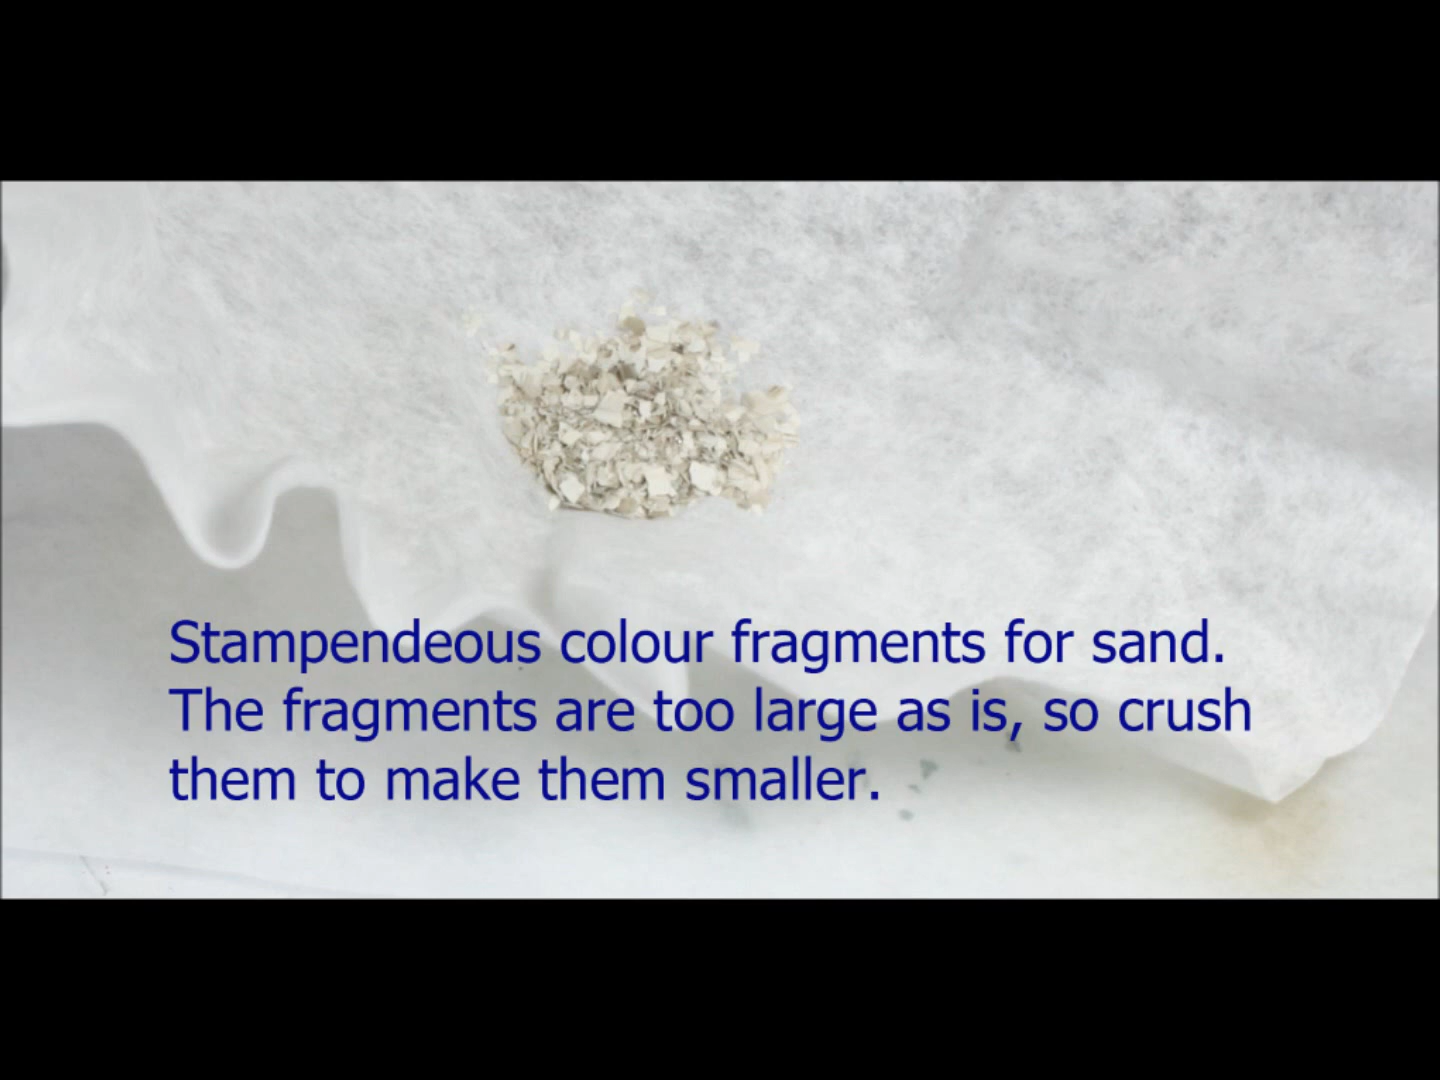 Stampendeous colour fragments for sand.
The fragments are too large as is, so crush
them to make them smaller.